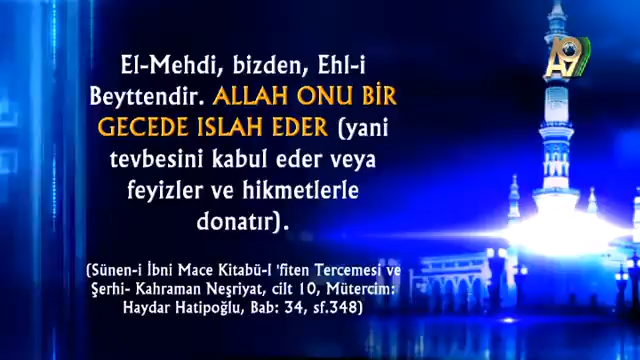 El-Mehdi, bizden, Ehl-i
Beyttendir. ALLAH ONU BİR
GECEDE ISLAH EDER (yani
tevbesini kabul eder veya
feyizler ve hikmetlerle
donatır).
(Sünen-i İbni Mace Kitabü-l 'fiten Tercemesi ve
Şerhi- Kahraman Neşriyat, cilt 10, Mütercim:
Haydar Hatipoğlu, Bab: 34, sf.348)
A9